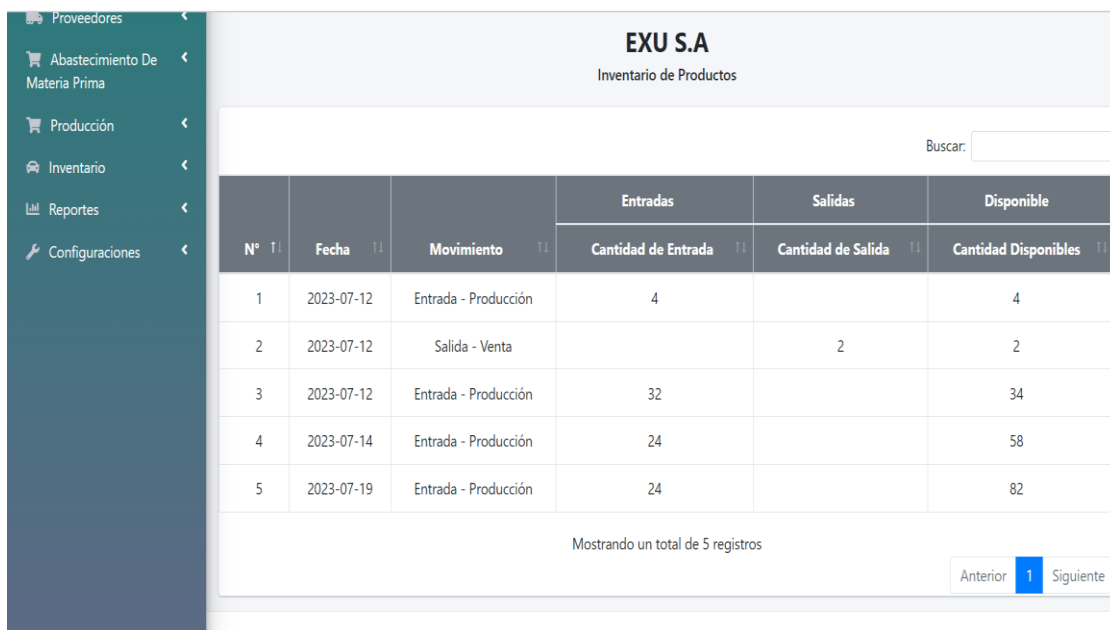 Proveedores
Abastecimiento De
Materia Prima
Producción
Inventario
Reportes
Configuraciones
EXU S.A
Inventario de Productos
Buscar:
Entradas Salidas Disponible
N° Fecha Movimiento Cantidad de Entrada Cantidad de Salida Cantidad Disponibles
1 2023-07-12 Entrada - Producción 4 4
2 2023-07-12 Salida - Venta 2 2
3 2023-07-12 Entrada - Producción 32 34
4 2023-07-14 Entrada - Producción 24 58
5 2023-07-19 Entrada - Producción 24 82
Mostrando un total de 5 registros
Anterior 1 Siguiente